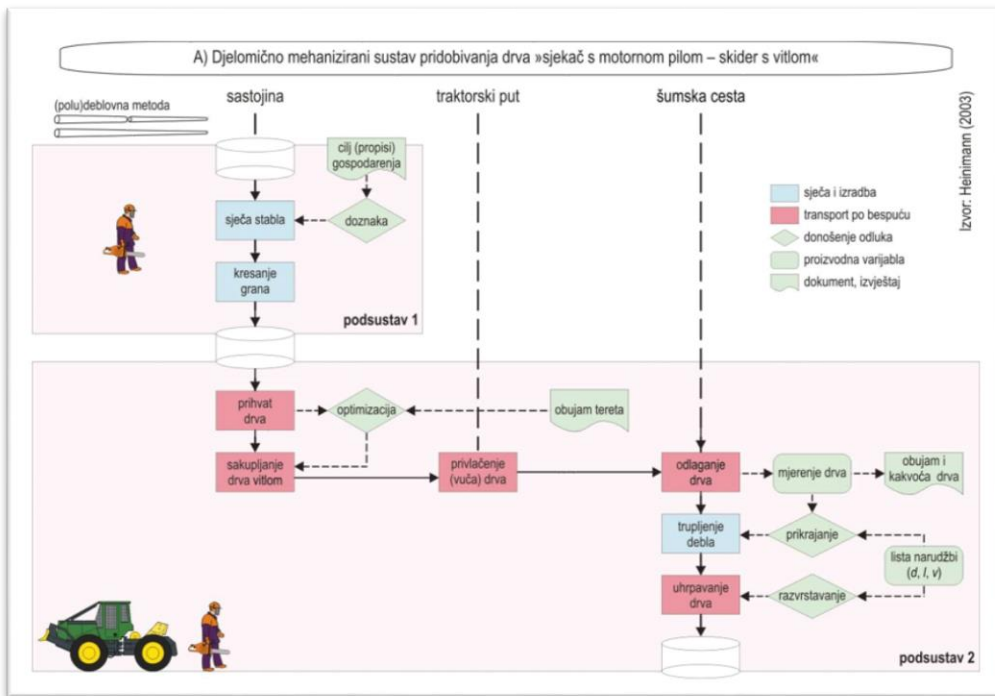 A) Djelomično mehanizirani sustav pridobivanja drva »sjekač s motornom pilom – skider s vitlom«
sastojina
traktorski put
šumska cesta
(polu)deblovna metoda
Izvor: Heinimann (2003)
cilj (propisi)
gospodarenja
sječa stabla
doznaka
kresanje
grana
podsustav 1
sječa i izradba
transport po bespuću
donošenje odluka
proizvodna varijabla
dokument, izvještaj
prihvat
drva
optimizacija
obujam tereta
sakupljanje
drva vitlom
privlačenje
(vuča) drva
odlaganje
drva
mjerenje drva
obujam i
kakvoća drva
trupljenje
debla
prikrajanje
lista narudžbi
(d, l, v)
uhrpavanje
drva
razvrstavanje
podsustav 2